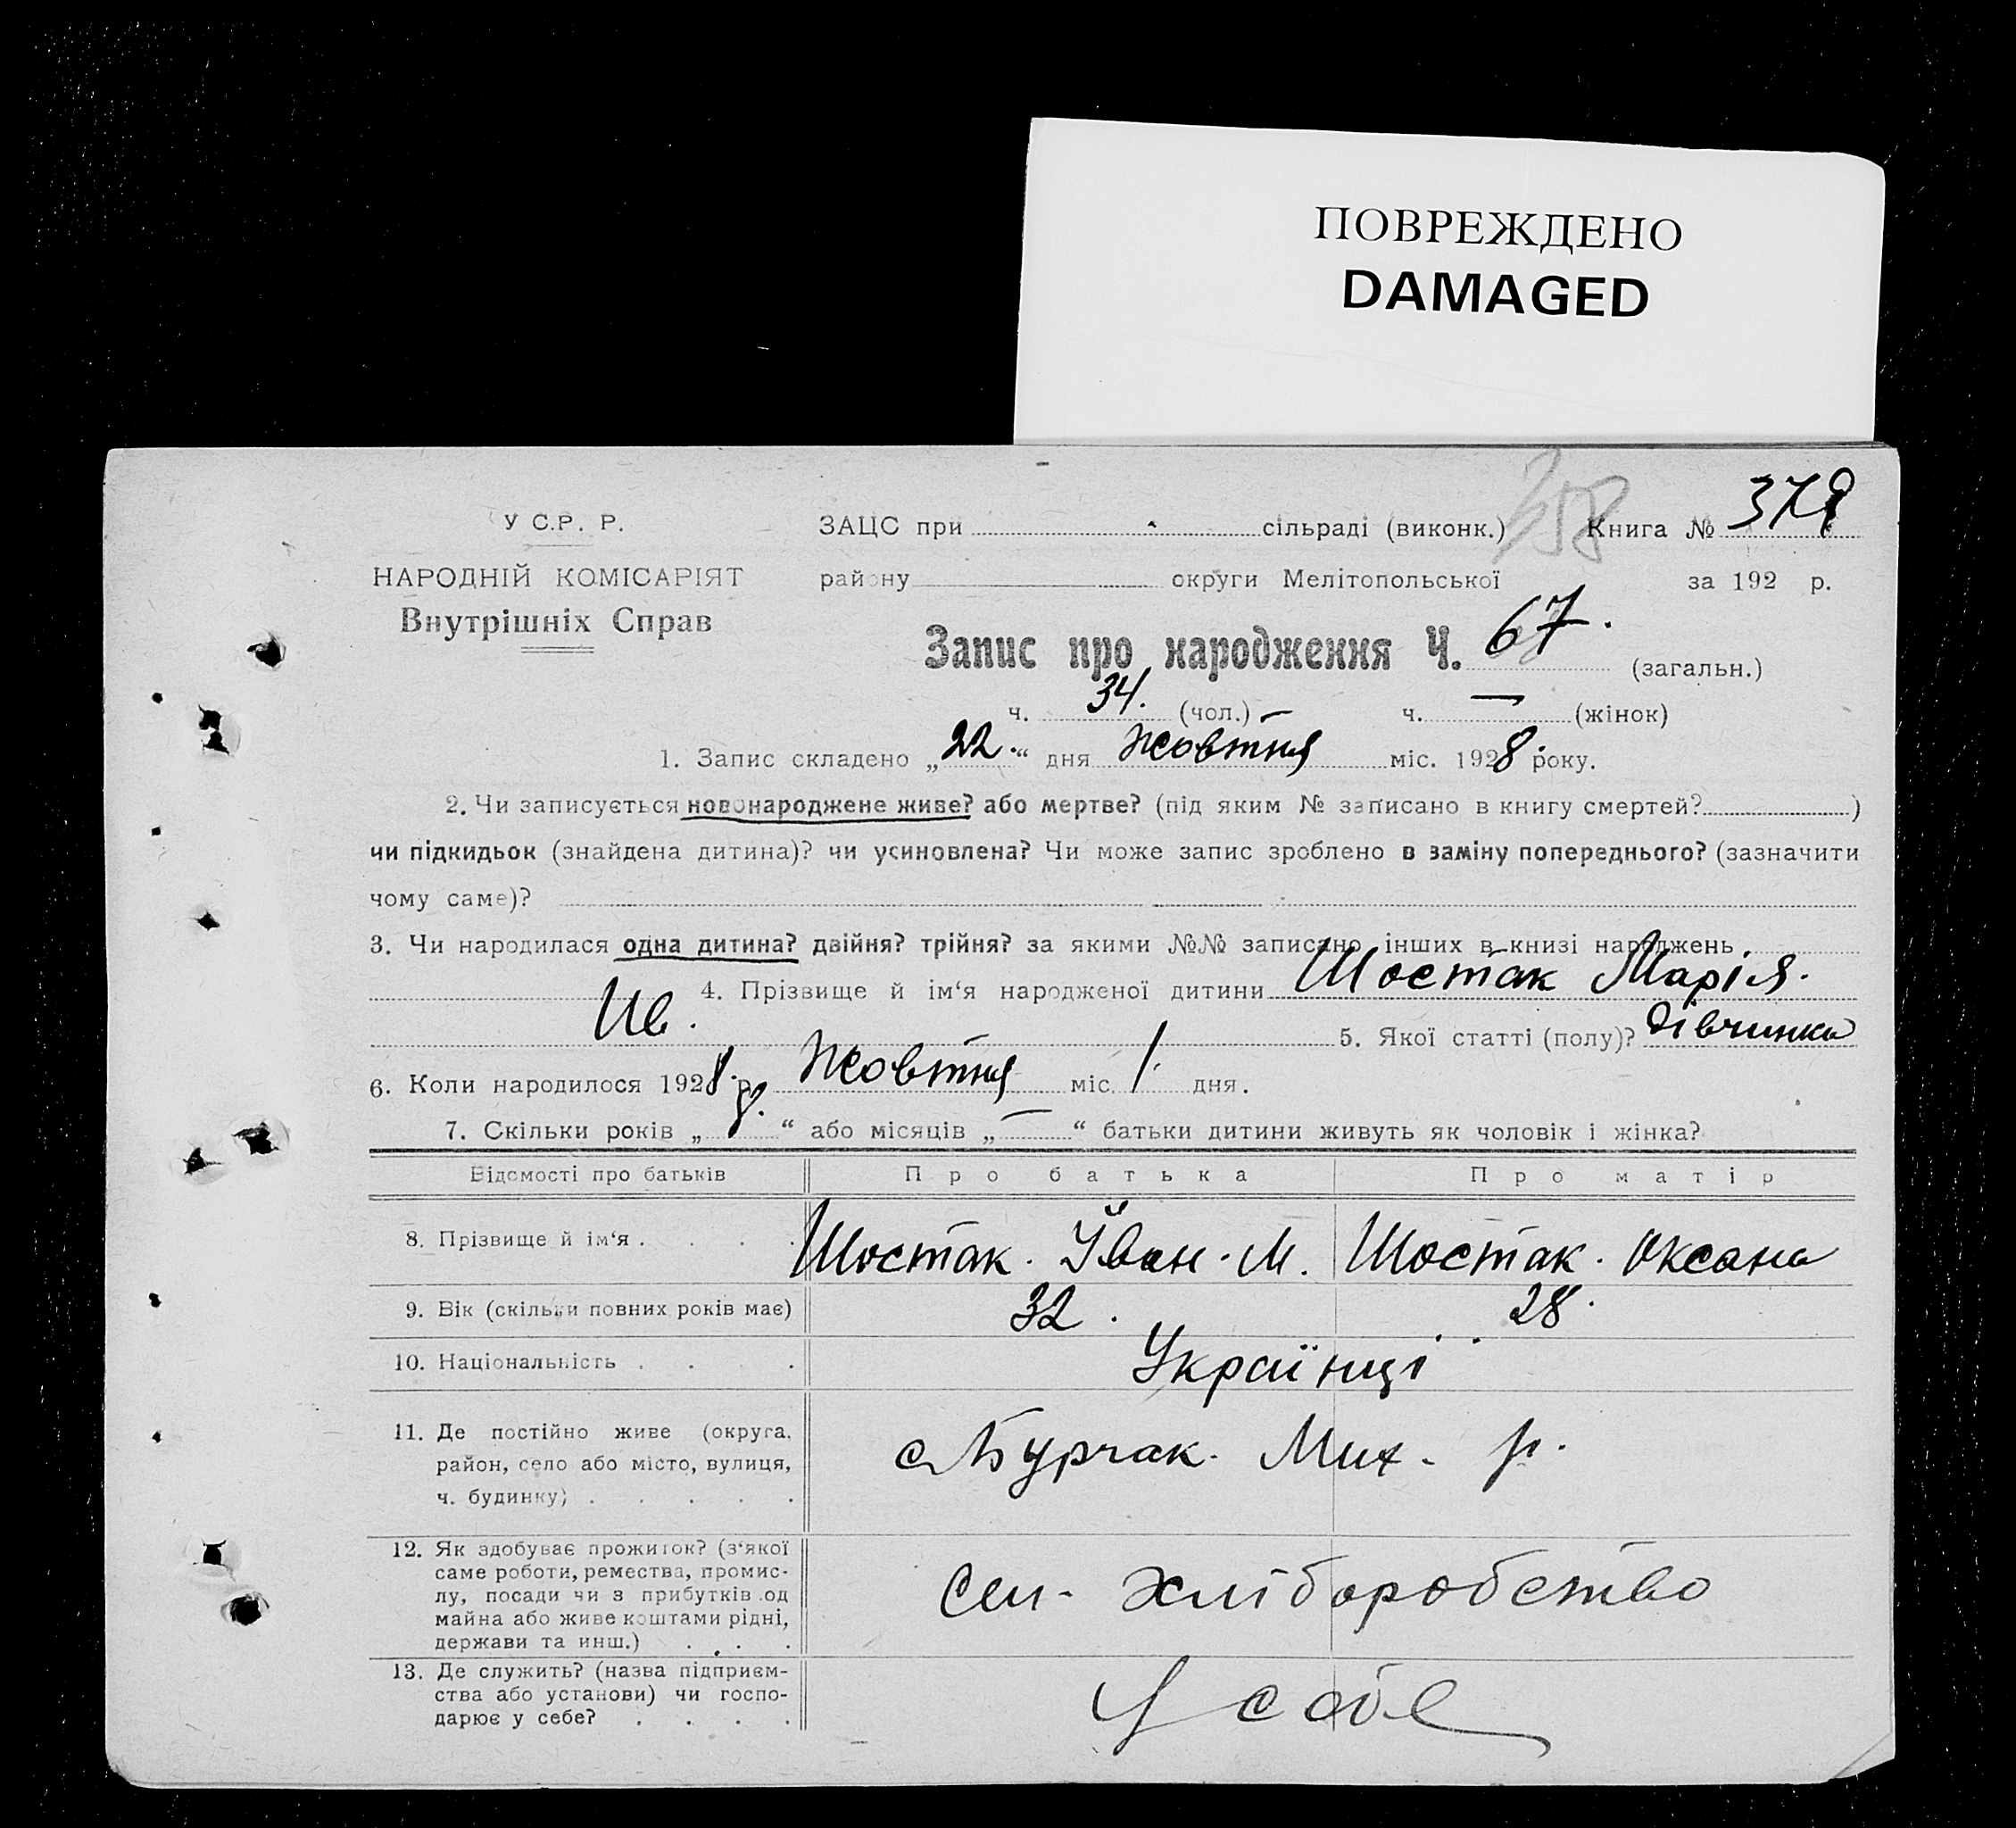 ПОВРЕЖДЕНО
DAMAGED
358
У С.Р. Р.
НАРОДНІЙ КОМІСАРІЯТ
Внутрішніх Справ
ЗАЦС при сільраді (виконк.) Книга №
району округи Мелітопольської за 192 р.
Запис про народження Ч. 67. (загальн.)
ч. 34. (чол.) ч. — (жінок)
1. Запис складено „22.“ дня Жовтня міс. 1928 року.
2. Чи записується новонароджене живе? або мертве? (під яким № записано в книгу смертей? )
чи підкидьок (знайдена дитина)? чи усиновлена? Чи може запис зроблено в заміну попереднього? (зазначити
чому саме)?
3. Чи народилася одна дитина? двійня? трійня? за якими №№ записано інших в книзі народжень
4. Прізвище й ім‘я народженої дитини Шостак Марія.
Ив. 5. Якої статті (полу)? дівчинка
6. Коли народилося 1928 р. Жовтня міс. 1. дня.
7. Скільки років „8.“ або місяців „—“ батьки дитини живуть як чоловік і жінка?
Відомості про батьків Про батька Про матір
8. Прізвище й ім‘я . . . . Шостак. Іван. М. Шостак. Оксана
9. Вік (скільки повних років має) 32. 28.
10. Національність . . . Українці
11. Де постійно живе (округа,
район, село або місто, вулиця,
ч. будинку) . . . . .
с. Бурчак. Мих. р.
12. Як здобуває прожиток? (з‘якої
саме роботи, ремества, промис-
лу, посади чи з прибутків од
майна або живе коштами рідні,
держави та инш.) . . .
Сел- хліборобство
13. Де служить? (назва підприєм-
ства або установи) чи госпо-
дарює у себе? . . . .
У собе